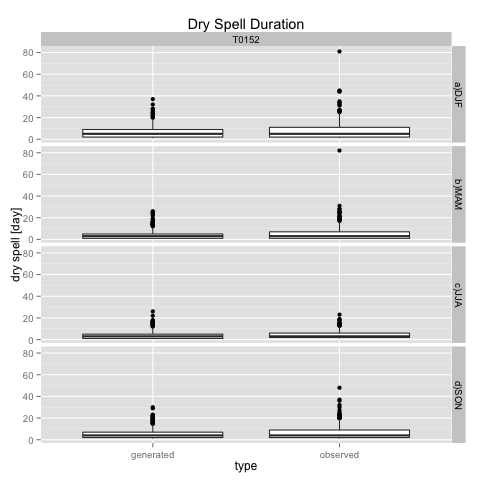 Dry Spell Duration
T0152
dry spell [day]
80
60
40
20
0
a)DJF
80
60
40
20
0
b)MAM
80
60
40
20
0
c)JJA
80
60
40
20
0
d)SON
generated observed
type